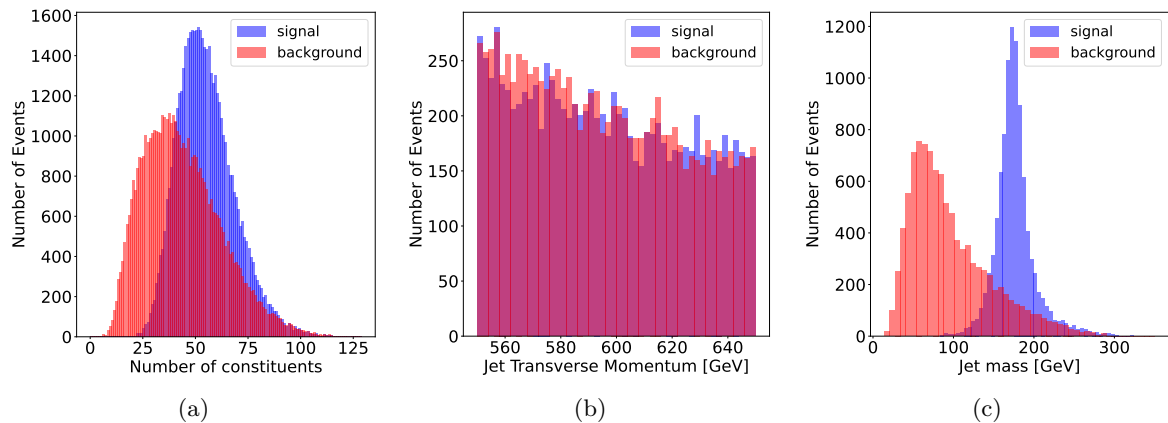 1600
1400
1200
1000
800
600
400
200
0
0 25 50 75 100 125
Number of constituents
Number of Events
signal
background
(a)
250
200
150
100
50
0
560 580 600 620 640
Jet Transverse Momentum [GeV]
Number of Events
signal
background
(b)
1200
1000
800
600
400
200
0
0 100 200 300
Jet mass [GeV]
Number of Events
signal
background
(c)